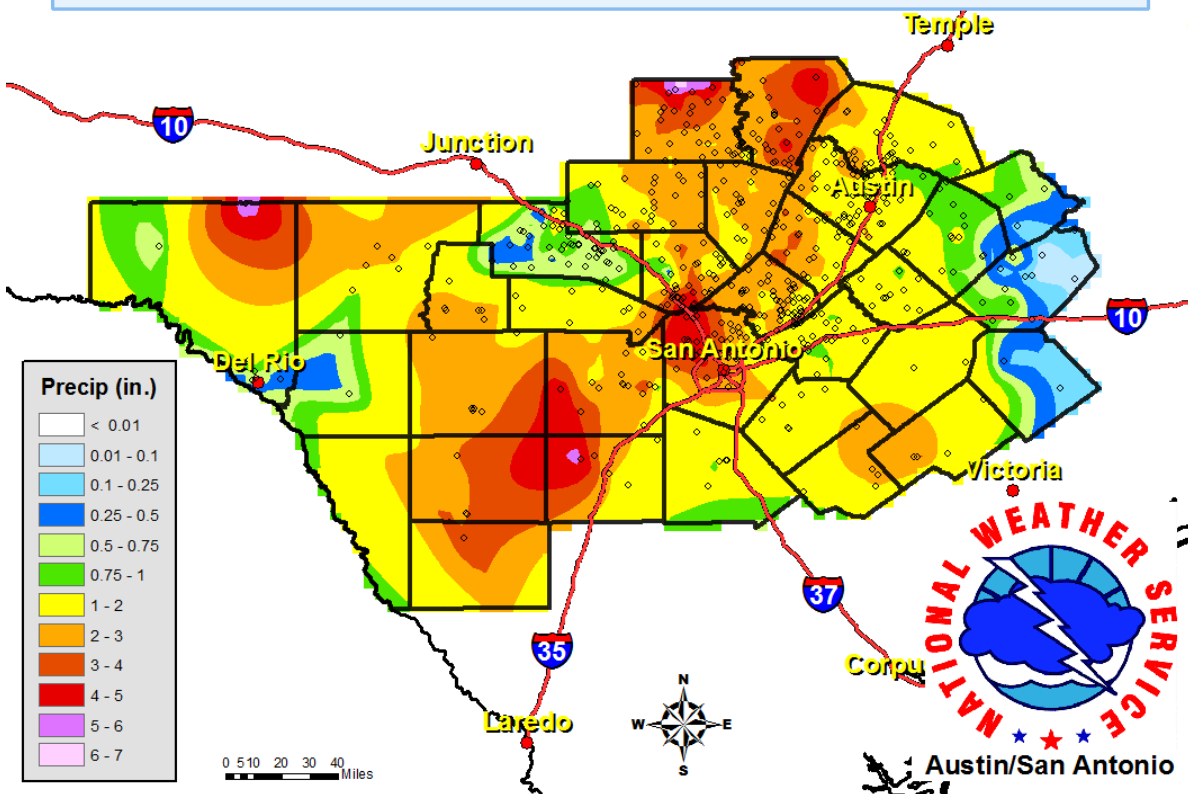 Temple
10
Junction
Austin
10
San Antonio
Del Rio
Precip (in.)
< 0.01
0.01 - 0.1
0.1 - 0.25
0.25 - 0.5
0.5 - 0.75
0.75 - 1
1 - 2
2 - 3
3 - 4
4 - 5
5 - 6
6 - 7
Victoria
NATIONAL WEATHER SERVICE
37
35
Corpu
Laredo
N
W
E
S
0 5 10 20 30 40
Miles
Austin/San Antonio